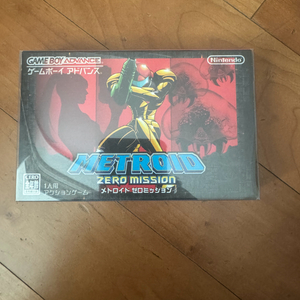 GAME BOY ADVANCE
ゲームボーイアドバンス
Nintendo
METROID
ZERO MISSION
メトロイド ゼロミッション
1人用
アクションゲーム